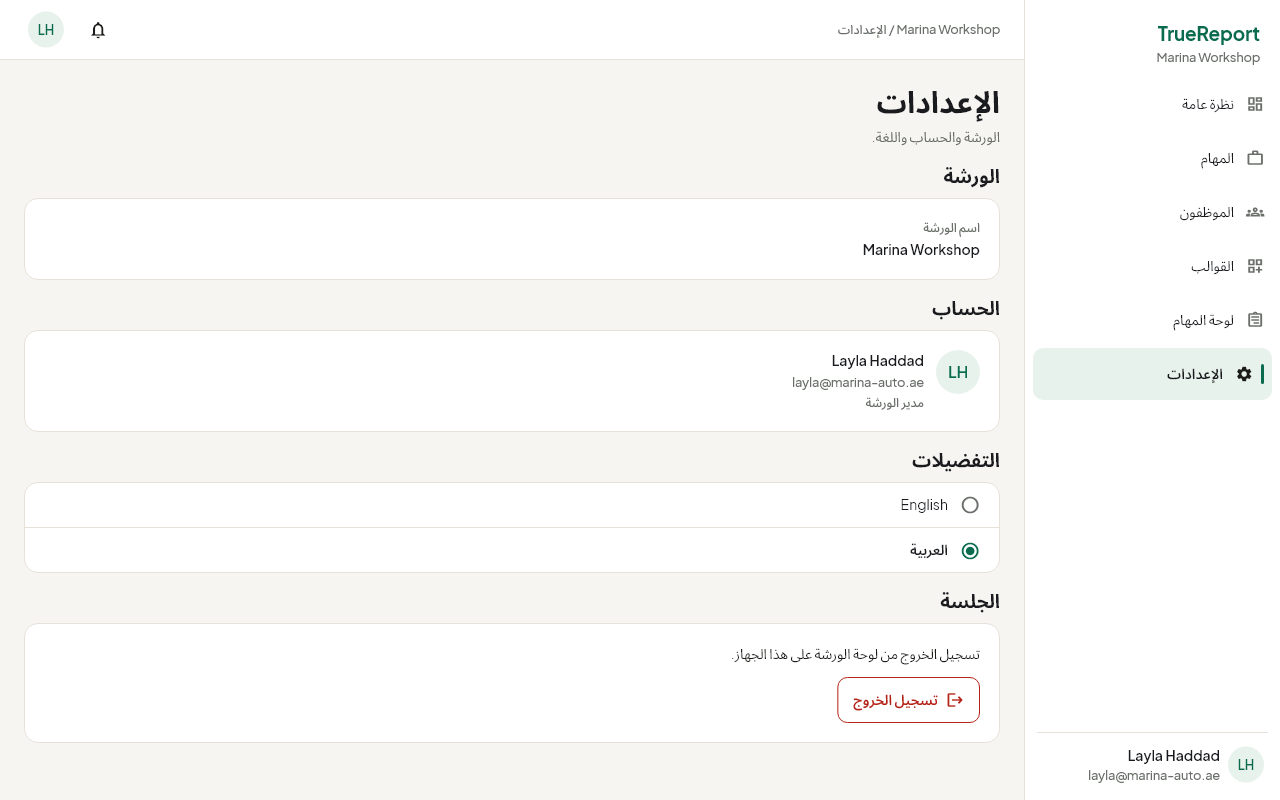 TrueReport
Marina Workshop
نظرة عامة
المهام
الموظفون
القوالب
لوحة المهام
الإعدادات
Layla Haddad
layla@marina-auto.ae
LH
Marina Workshop / الإعدادات
LH
الإعدادات
الورشة والحساب واللغة.
الورشة
اسم الورشة
Marina Workshop
الحساب
LH
Layla Haddad
layla@marina-auto.ae
مدير الورشة
التفضيلات
English
العربية
الجلسة
تسجيل الخروج من لوحة الورشة على هذا الجهاز.
تسجيل الخروج